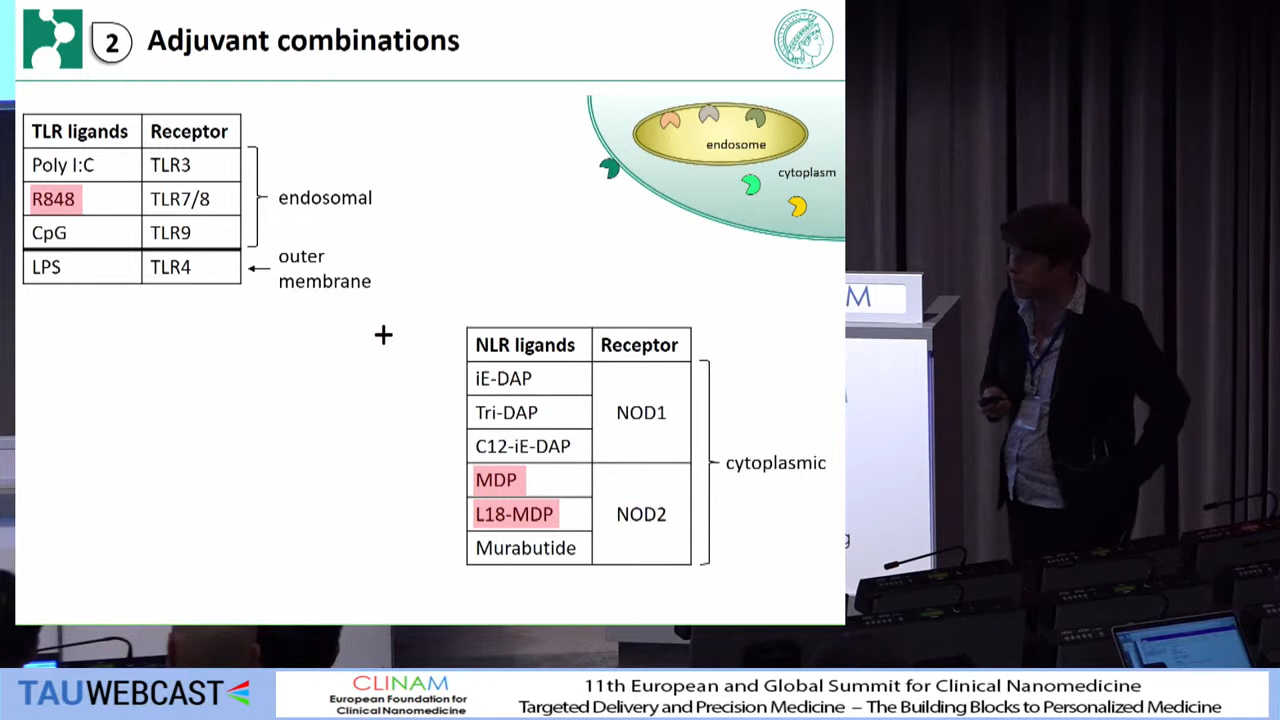 2
Adjuvant combinations
TLR ligands Receptor
Poly I:C TLR3
R848 TLR7/8
CpG TLR9
LPS TLR4
endosomal
outer
membrane
endosome
cytoplasm
+
NLR ligands Receptor
iE-DAP
Tri-DAP NOD1
C12-iE-DAP
MDP
L18-MDP NOD2
Murabutide
cytoplasmic
M
g
TAUWEBCAST
CLINAM
European Foundation for
Clinical Nanomedicine
11th European and Global Summit for Clinical Nanomedicine
Targeted Delivery and Precision Medicine – The Building Blocks to Personalized Medicine